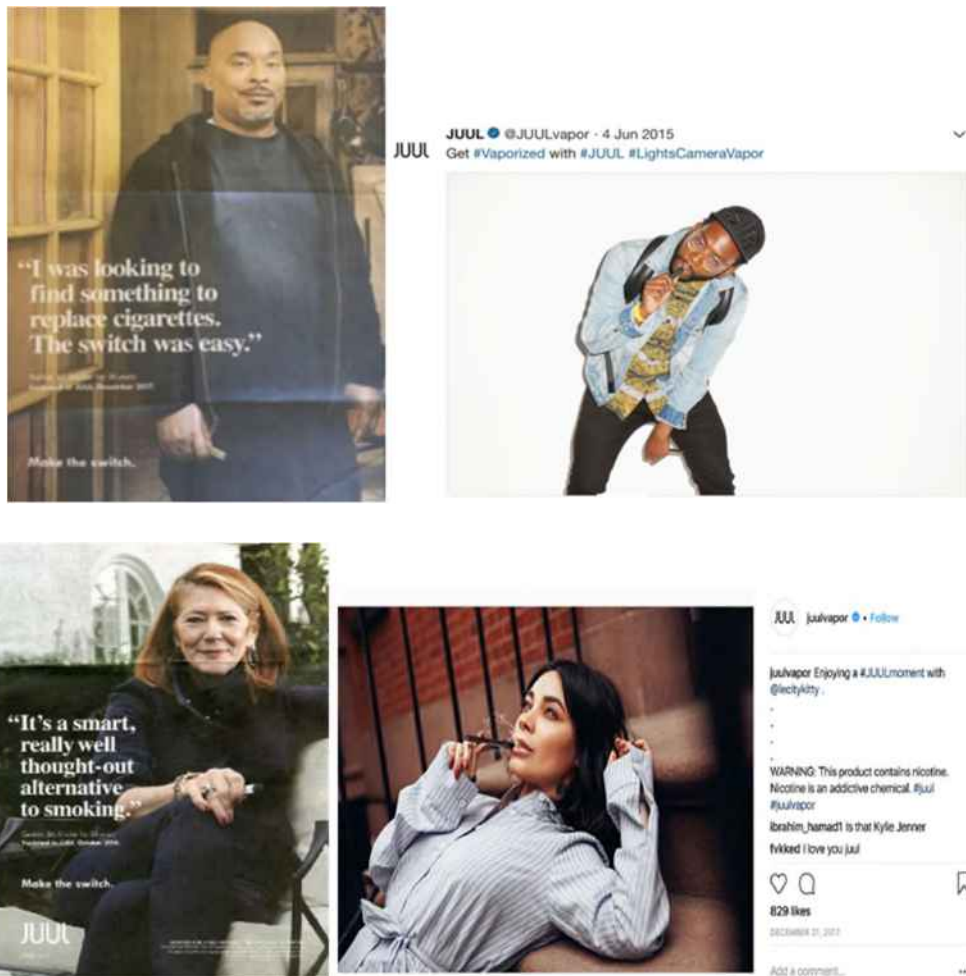 “I was looking to
find something to
replace cigarettes.
The switch was easy.”
Make the switch.
JUUL
JUUL @JUULvapor · 4 Jun 2015
Get #Vaporized with #JUUL #LightsCameraVapor
“It’s a smart,
really well
thought-out
alternative
to smoking.”
Make the switch.
JUUL
JUUL juulvapor • Follow
juulvapor Enjoying a #JUULmoment with
@lecitykitty .
.
.
.
WARNING: This product contains nicotine.
Nicotine is an addictive chemical. #juul
#juulvapor
ibrahim_hamad1 Is that Kylie Jenner
fvkked I love you juul
829 likes
DECEMBER 21, 2017
Add a comment...